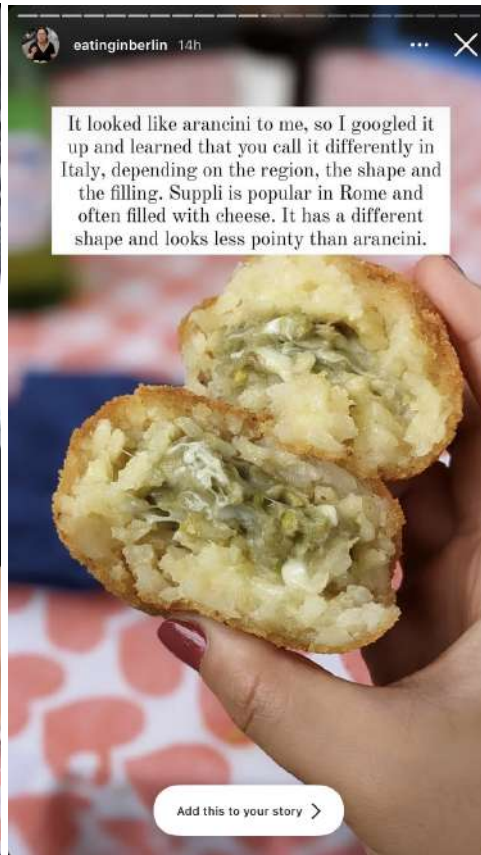 eatinginberlin 14h
It looked like arancini to me, so I googled it
up and learned that you call it differently in
Italy, depending on the region, the shape and
the filling. Suppli is popular in Rome and
often filled with cheese. It has a different
shape and looks less pointy than arancini.
Add this to your story